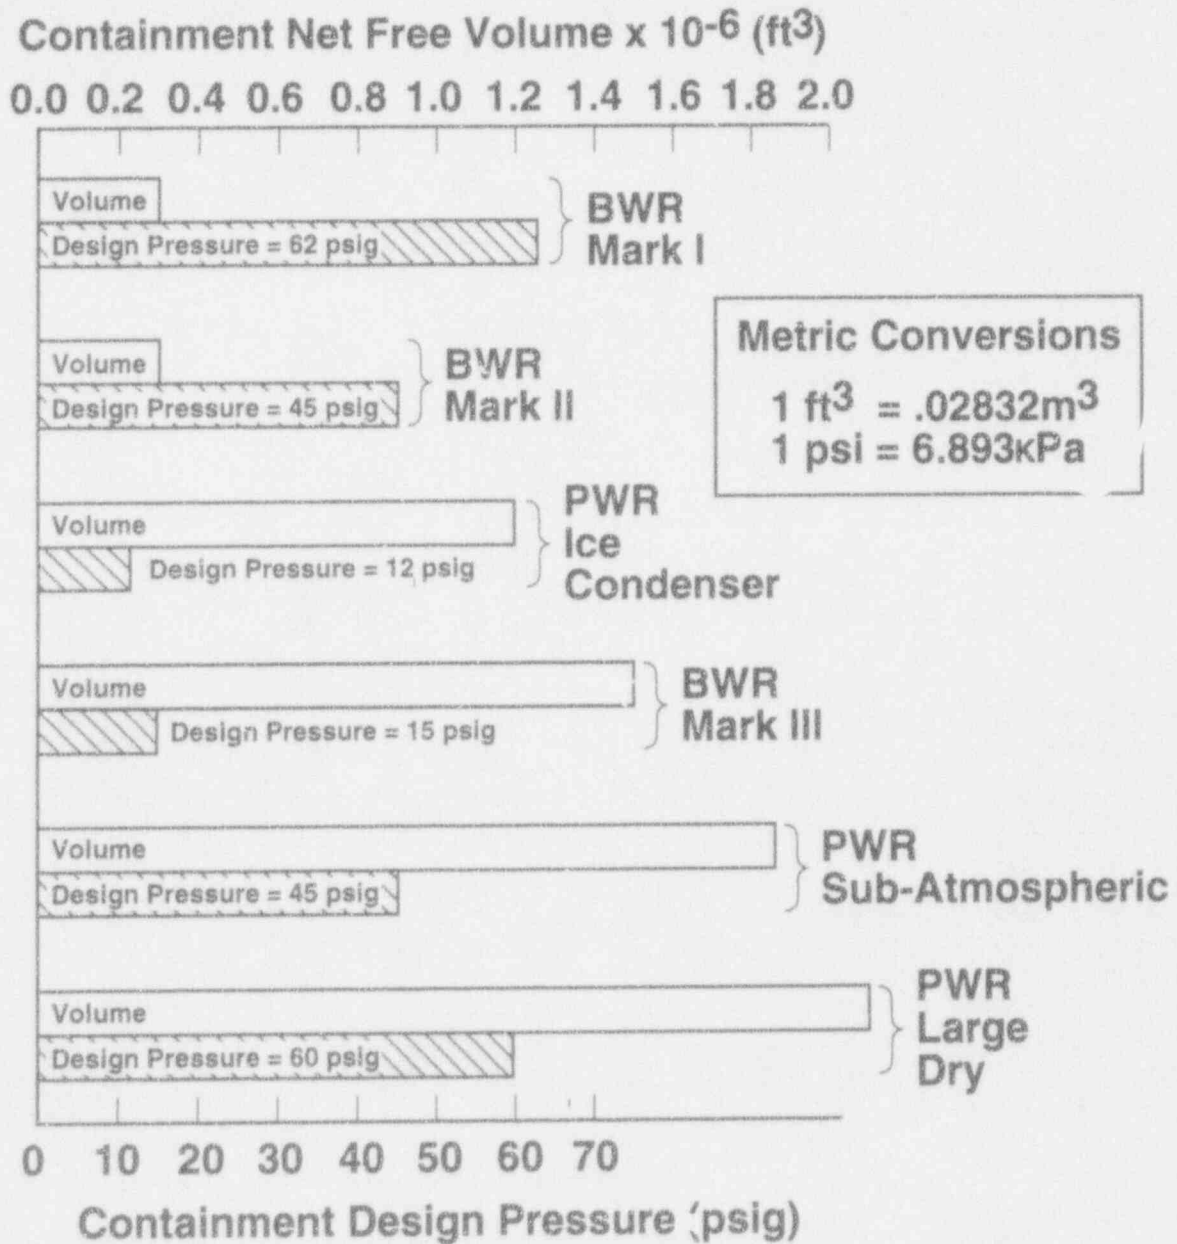 Containment Net Free Volume x 10-6 (ft3)
0.0 0.2 0.4 0.6 0.8 1.0 1.2 1.4 1.6 1.8 2.0
Volume
Design Pressure = 62 psig
BWR
Mark I
Volume
Design Pressure = 45 psig
BWR
Mark II
Metric Conversions
1 ft3 = .02832m3
1 psi = 6.893kPa
Volume
Design Pressure = 12 psig
PWR
Ice
Condenser
Volume
Design Pressure = 15 psig
BWR
Mark III
Volume
Design Pressure = 45 psig
PWR
Sub-Atmospheric
Volume
Design Pressure = 60 psig
PWR
Large
Dry
0 10 20 30 40 50 60 70
Containment Design Pressure (psig)